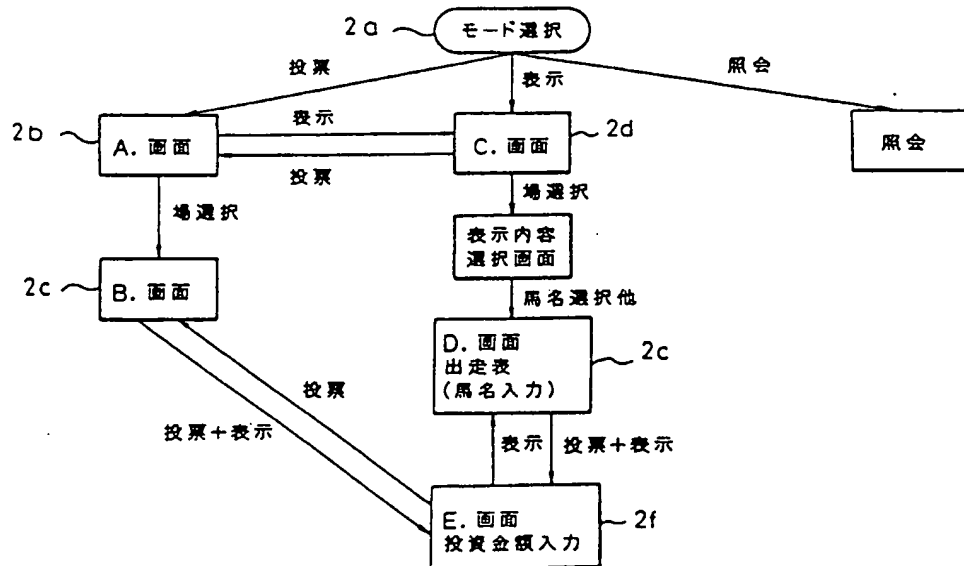 2a
モード選択
投票
表示
照会
2b
A. 画面
表示
投票
C. 画面
2d
照会
場選択
場選択
表示内容
選択画面
2c
B. 画面
馬名選択他
D. 画面
出走表
(馬名入力)
2c
投票
投票+表示
表示
投票+表示
E. 画面
投資金額入力
2f